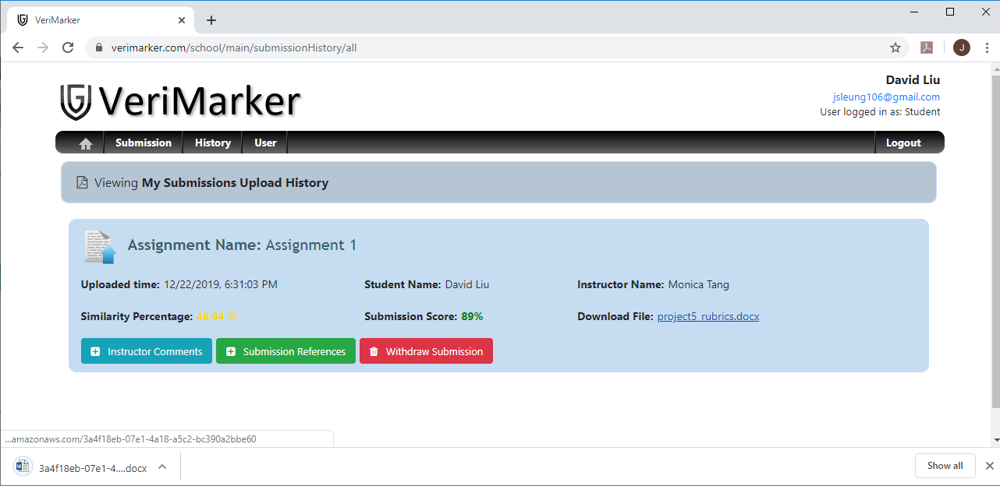 VeriMarker
verimarker.com/school/main/submissionHistory/all
J
VeriMarker
David Liu
jsleung106@gmail.com
User logged in as: Student
Submission History User Logout
Viewing My Submissions Upload History
Assignment Name: Assignment 1
Uploaded time: 12/22/2019, 6:31:03 PM Student Name: David Liu Instructor Name: Monica Tang
Similarity Percentage: 46.64 % Submission Score: 89% Download File: project5_rubrics.docx
Instructor Comments Submission References Withdraw Submission
...amazonaws.com/3a4f18eb-07e1-4a18-a5c2-bc390a2bbe60
3a4f18eb-07e1-4....docx Show all